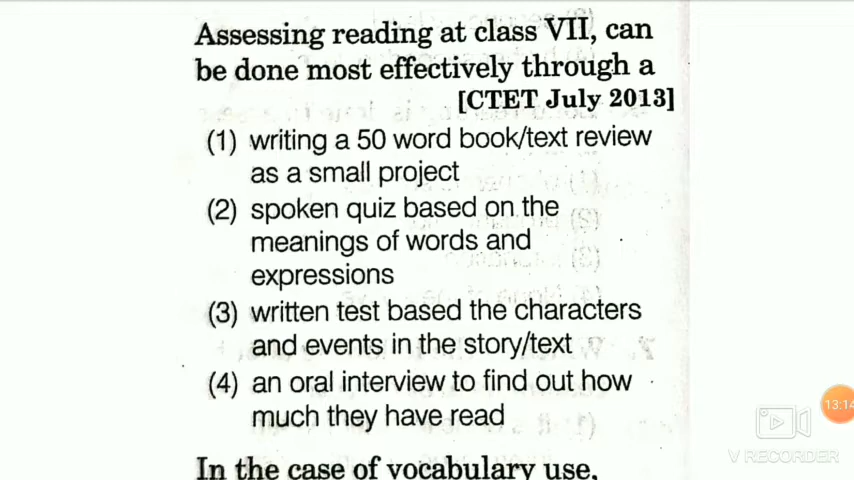 Assessing reading at class VII, can
be done most effectively through a
[CTET July 2013]
(1) writing a 50 word book/text review
as a small project
(2) spoken quiz based on the
meanings of words and
expressions
(3) written test based the characters
and events in the story/text
(4) an oral interview to find out how
much they have read
In the case of vocabulary use,
13:14
V RECORDER